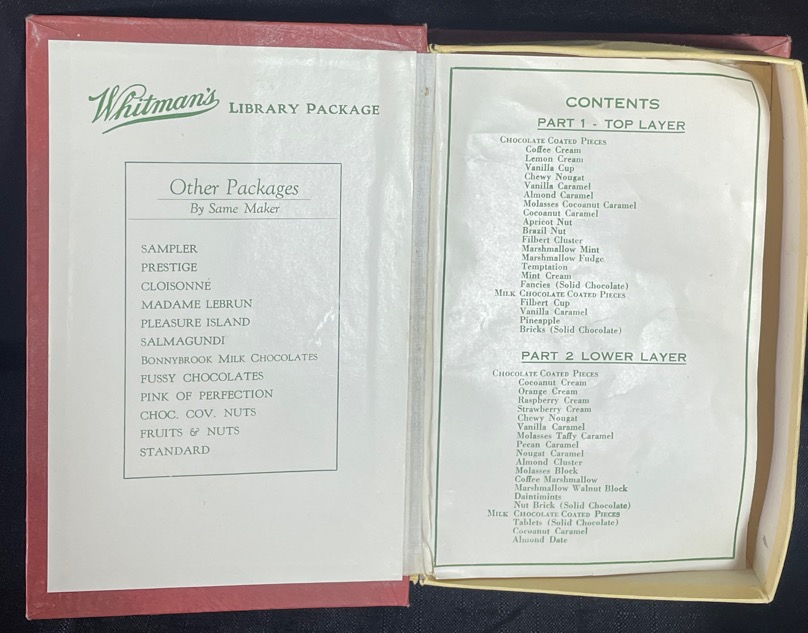 Whitman's LIBRARY PACKAGE
Other Packages
By Same Maker
SAMPLER
PRESTIGE
CLOISONNÉ
MADAME LEBRUN
PLEASURE ISLAND
SALMAGUNDI
BONNYBROOK MILK CHOCOLATES
FUSSY CHOCOLATES
PINK OF PERFECTION
CHOC. COV. NUTS
FRUITS & NUTS
STANDARD
CONTENTS
PART 1 - TOP LAYER
CHOCOLATE COATED PIECES
Coffee Cream
Lemon Cream
Vanilla Cup
Chewy Nougat
Vanilla Caramel
Almond Caramel
Molasses Cocoanut Caramel
Cocoanut Caramel
Apricot Nut
Brazil Nut
Filbert Cluster
Marshmallow Mint
Marshmallow Fudge
Temptation
Mint Cream
Fancies (Solid Chocolate)
MILK CHOCOLATE COATED PIECES
Filbert Cup
Vanilla Caramel
Pineapple
Bricks (Solid Chocolate)
PART 2 LOWER LAYER
CHOCOLATE COATED PIECES
Cocoanut Cream
Orange Cream
Raspberry Cream
Strawberry Cream
Chewy Nougat
Vanilla Caramel
Molasses Taffy Caramel
Pecan Caramel
Nougat Caramel
Almond Cluster
Molasses Block
Coffee Marshmallow
Marshmallow Walnut Block
Daintimints
Nut Brick (Solid Chocolate)
MILK CHOCOLATE COATED PIECES
Tablets (Solid Chocolate)
Cocoanut Caramel
Almond Date